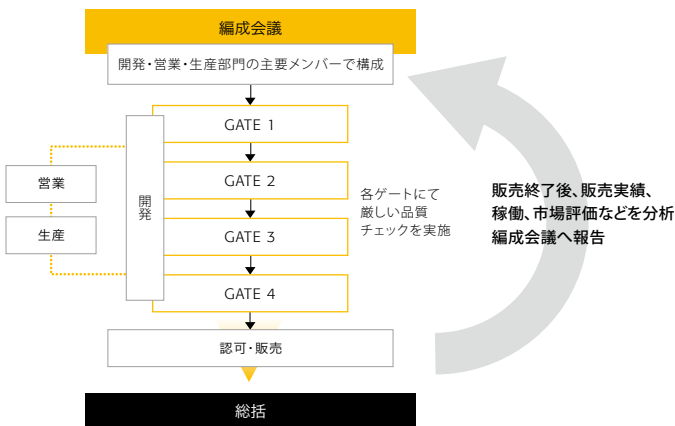 編成会議
開発・営業・生産部門の主要メンバーで構成
GATE 1
GATE 2
GATE 3
GATE 4
開発
営業
生産
各ゲートにて
厳しい品質
チェックを実施
販売終了後、販売実績、
稼働、市場評価などを分析
編成会議へ報告
認可・販売
総括